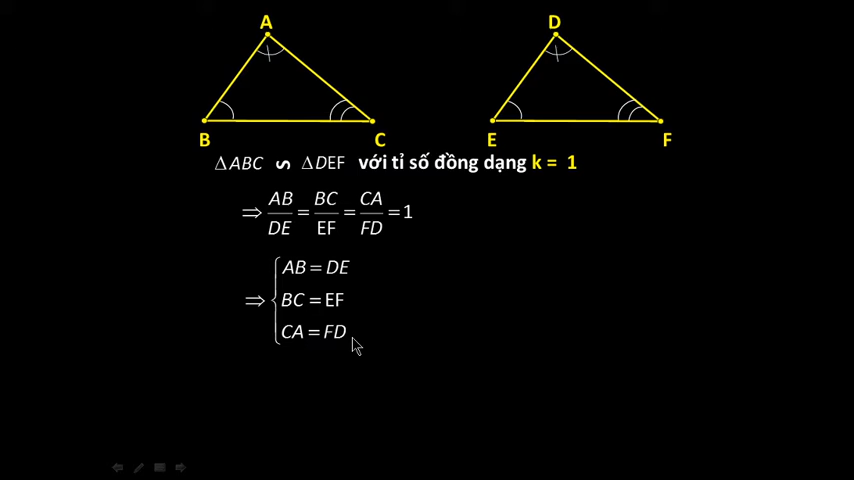 A D
B C E F
ΔABC ∽ ΔDEF với tỉ số đồng dạng k = 1
⇒ AB/DE = BC/EF = CA/FD = 1
⇒ { AB = DE
BC = EF
CA = FD